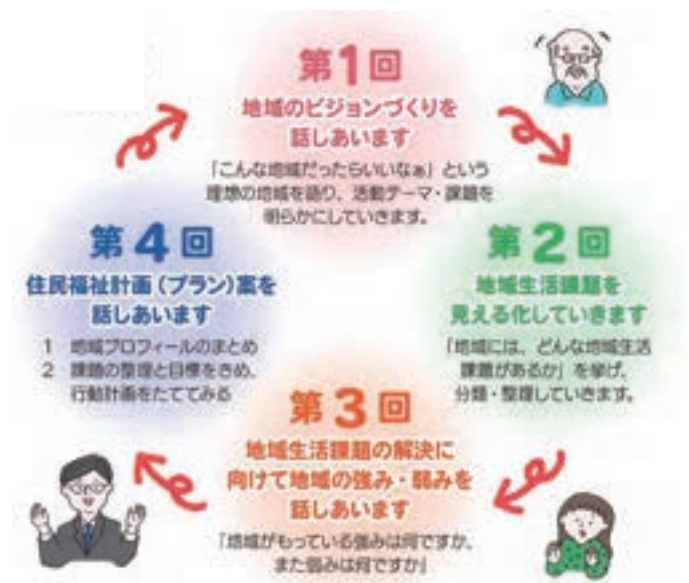 第1回
地域のビジョンづくりを
話しあいます
「こんな地域だったらいいなぁ」という
理想の地域を語り、活動テーマ・課題を
明らかにしていきます。
第2回
地域生活課題を
見える化していきます
「地域には、どんな地域生活
課題があるか」を挙げ、
分類・整理していきます。
第3回
地域生活課題の解決に
向けて地域の強み・弱みを
話しあいます
「地域がもっている強みは何ですか、
また弱みは何ですか」
第4回
住民福祉計画(プラン)案を
話しあいます
1 地域プロフィールのまとめ
2 課題の整理と目標をきめ、
行動計画をたててみる